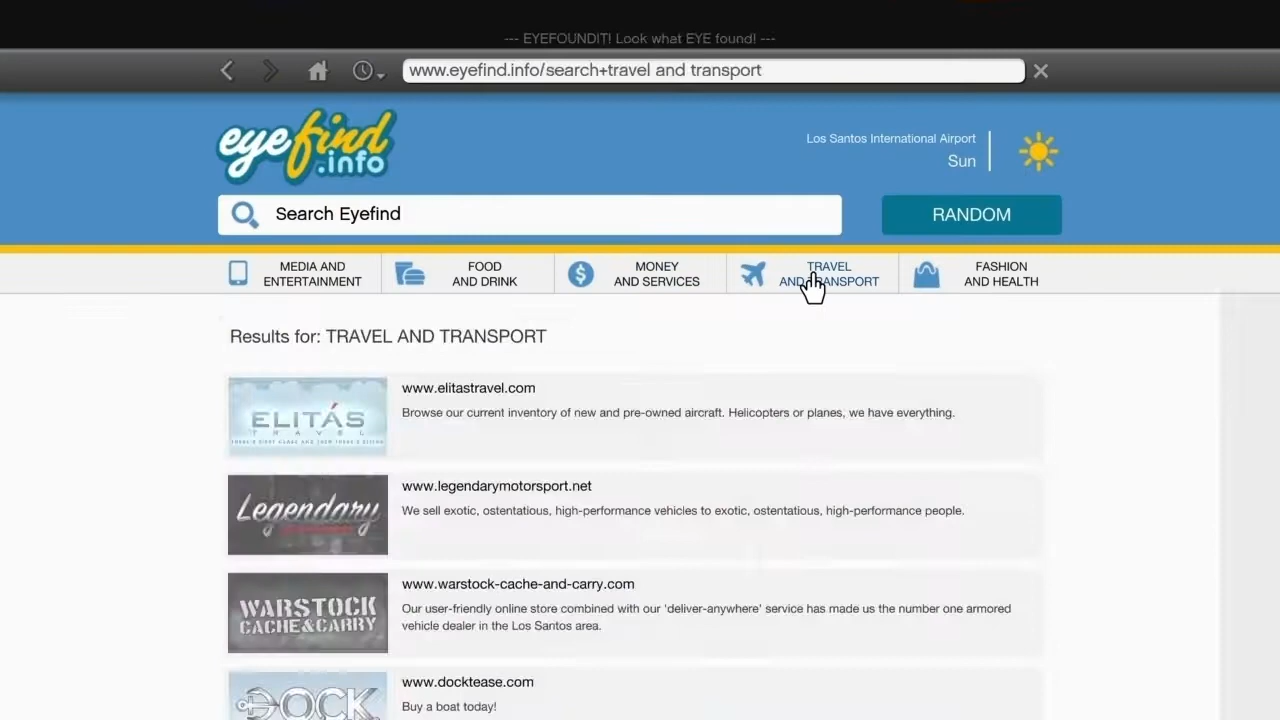 --- EYEFOUNDIT! Look what EYE found! ---
www.eyefind.info/search+travel and transport
eyefind
.info
Los Santos International Airport
Sun
Search Eyefind
RANDOM
MEDIA AND
ENTERTAINMENT
FOOD
AND DRINK
MONEY
AND SERVICES
TRAVEL
AND TRANSPORT
FASHION
AND HEALTH
Results for: TRAVEL AND TRANSPORT
ELITÁS
TRAVEL
www.elitastravel.com
Browse our current inventory of new and pre-owned aircraft. Helicopters or planes, we have everything.
Legendary
www.legendarymotorsport.net
We sell exotic, ostentatious, high-performance vehicles to exotic, ostentatious, high-performance people.
WARSTOCK
CACHE&CARRY
www.warstock-cache-and-carry.com
Our user-friendly online store combined with our 'deliver-anywhere' service has made us the number one armored
vehicle dealer in the Los Santos area.
DOCK
www.docktease.com
Buy a boat today!